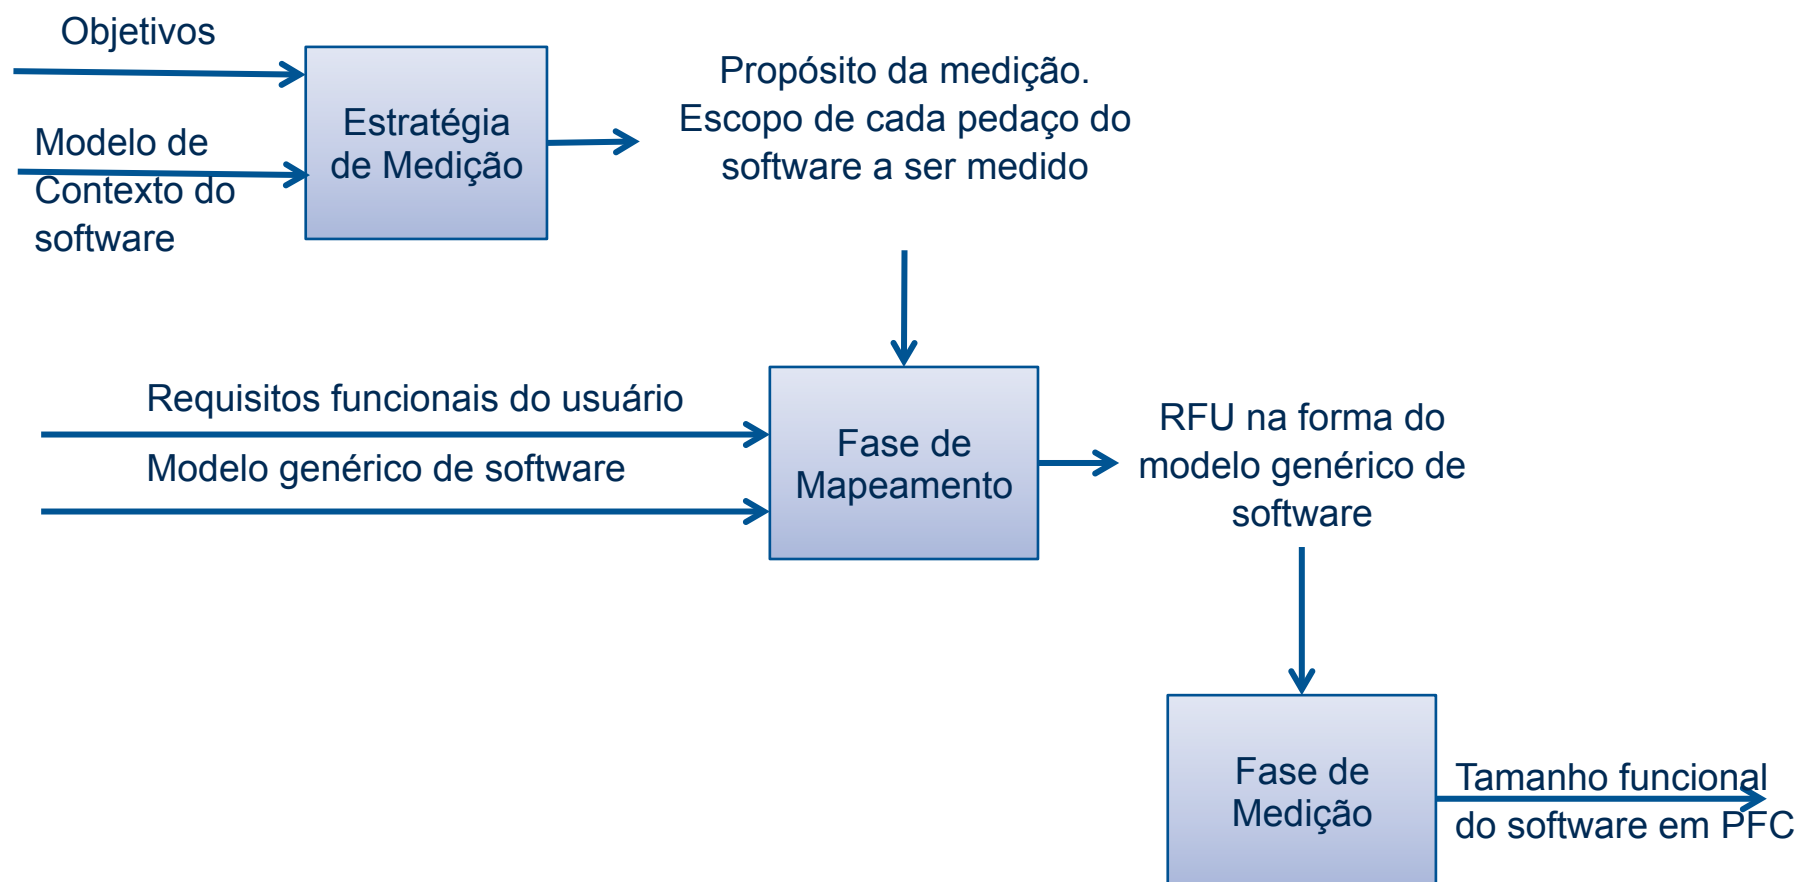 Objetivos
Modelo de
Contexto do
software
Estratégia
de Medição
Propósito da medição.
Escopo de cada pedaço do
software a ser medido
Requisitos funcionais do usuário
Modelo genérico de software
Fase de
Mapeamento
RFU na forma do
modelo genérico de
software
Fase de
Medição
Tamanho funcional
do software em PFC